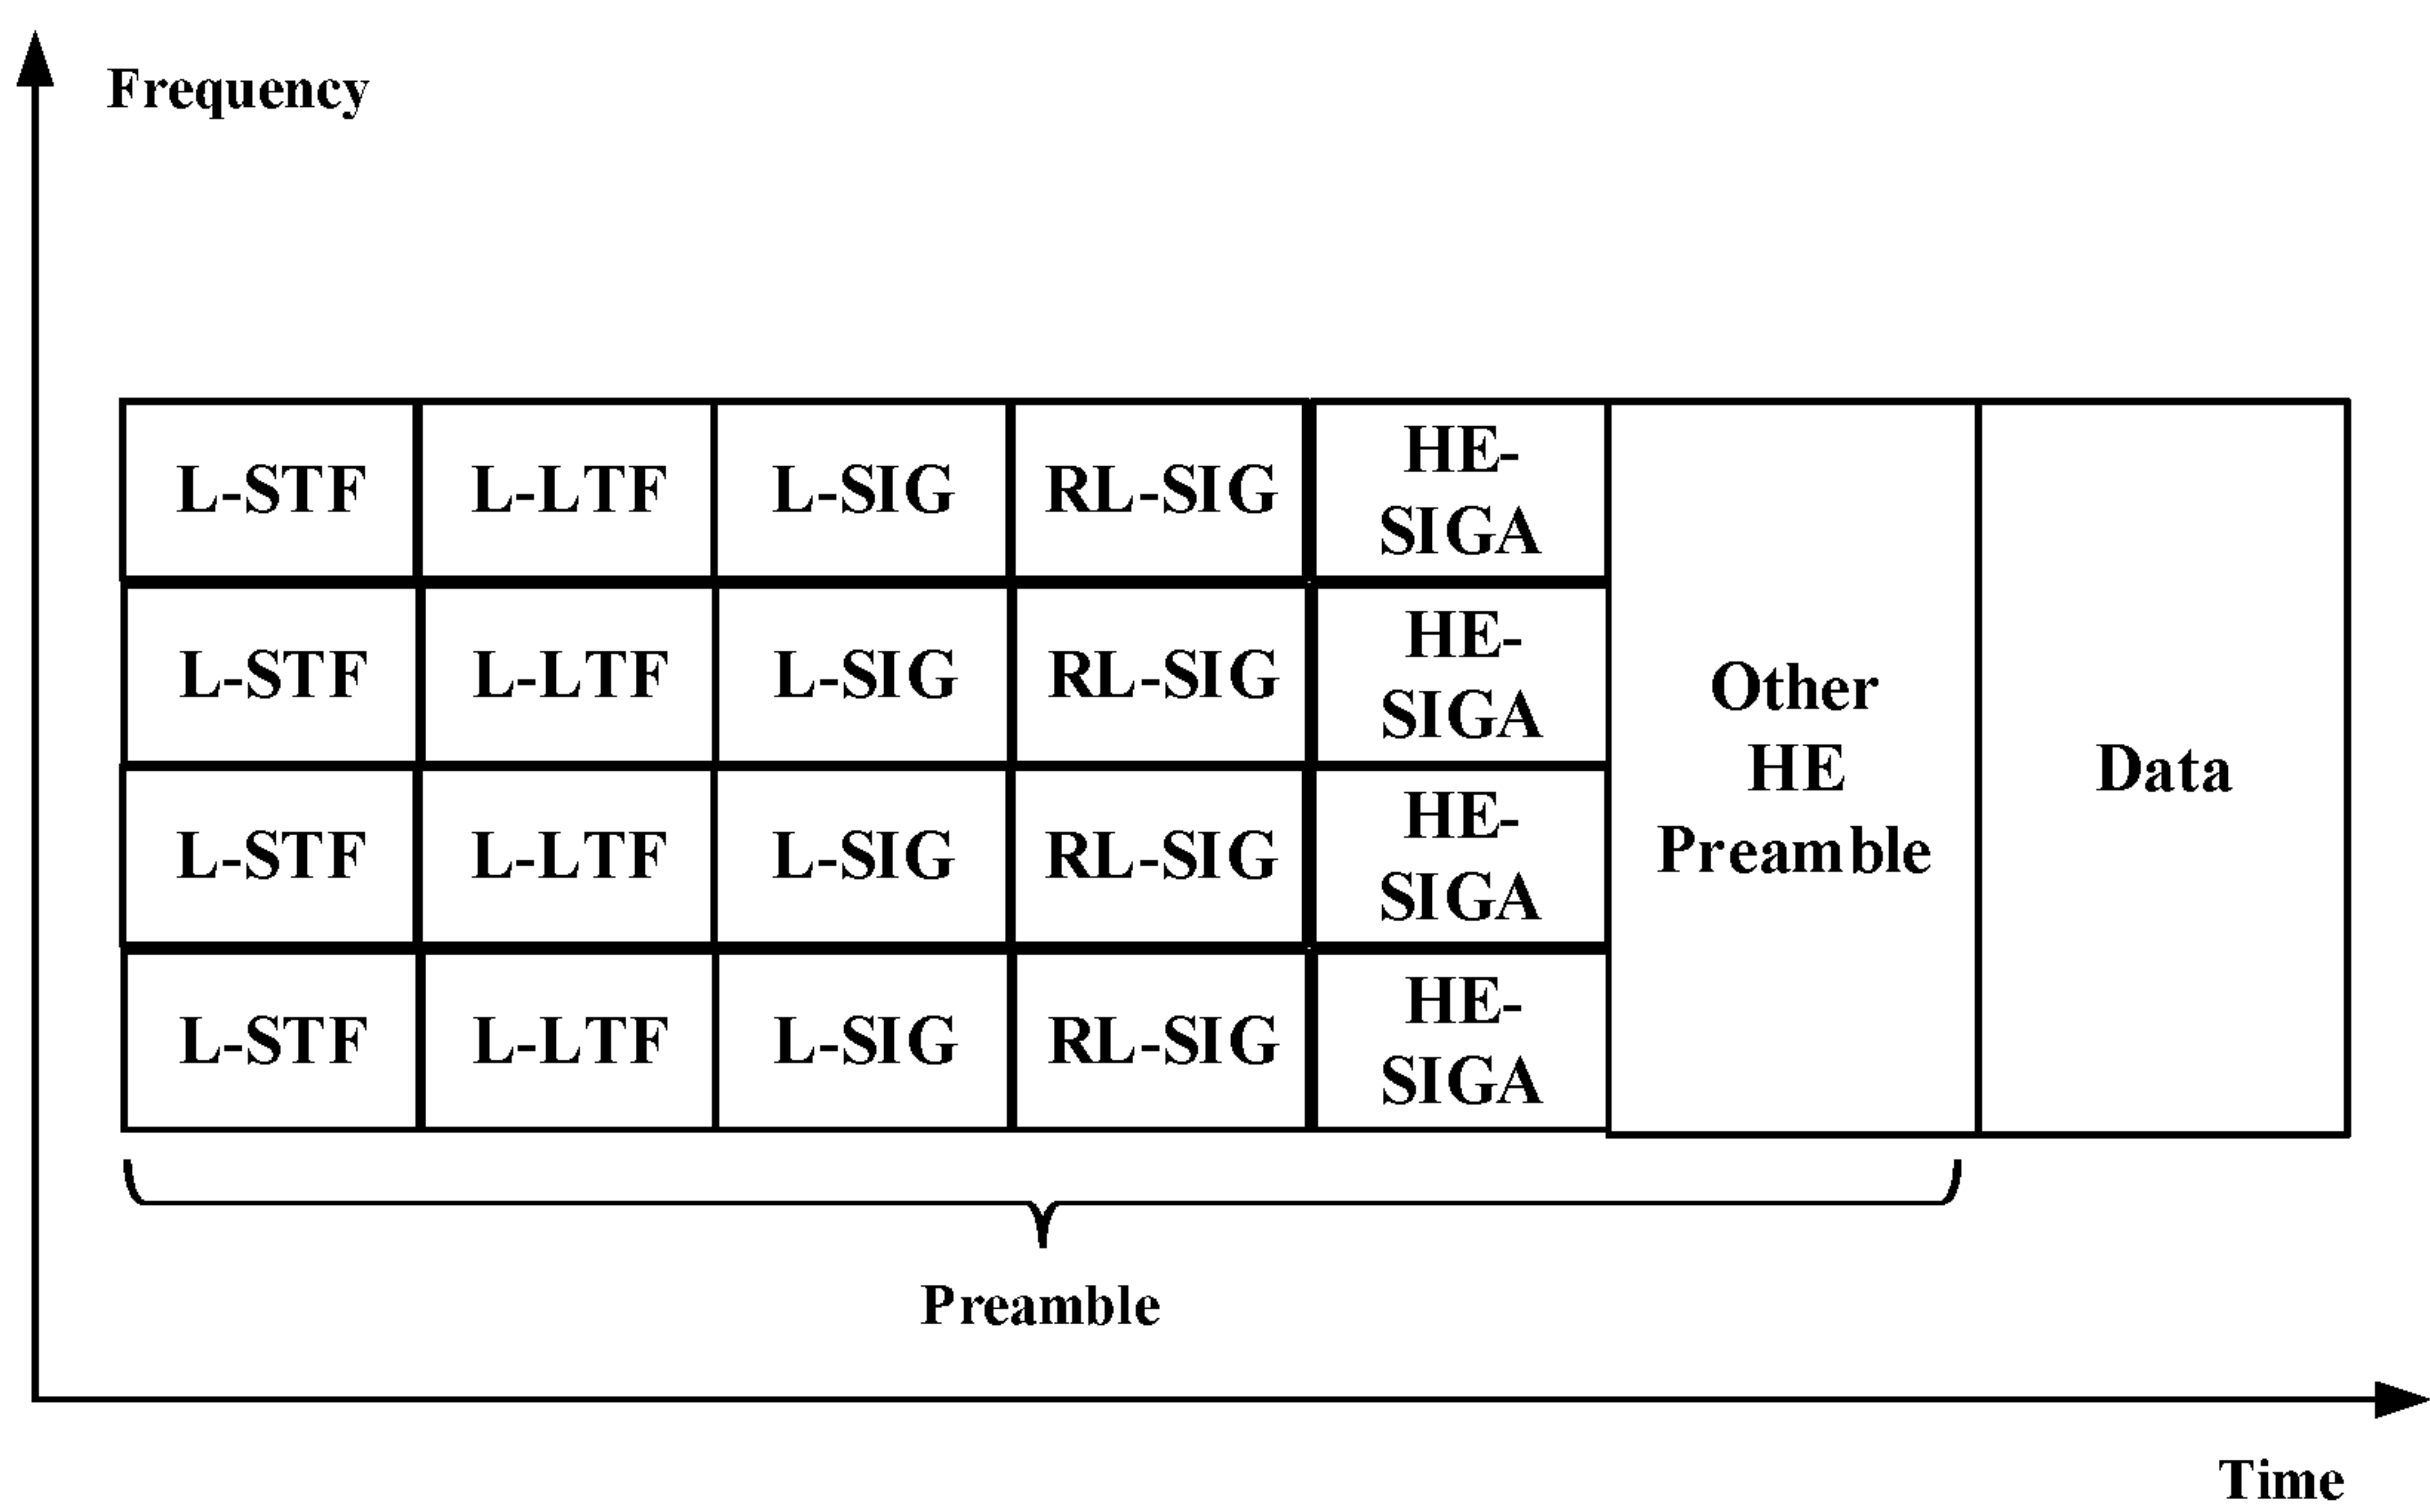 Frequency
L-STF L-LTF L-SIG RL-SIG HE-
SIGA
L-STF L-LTF L-SIG RL-SIG HE-
SIGA
L-STF L-LTF L-SIG RL-SIG HE-
SIGA
L-STF L-LTF L-SIG RL-SIG HE-
SIGA
Other
HE
Preamble
Data
Preamble
Time